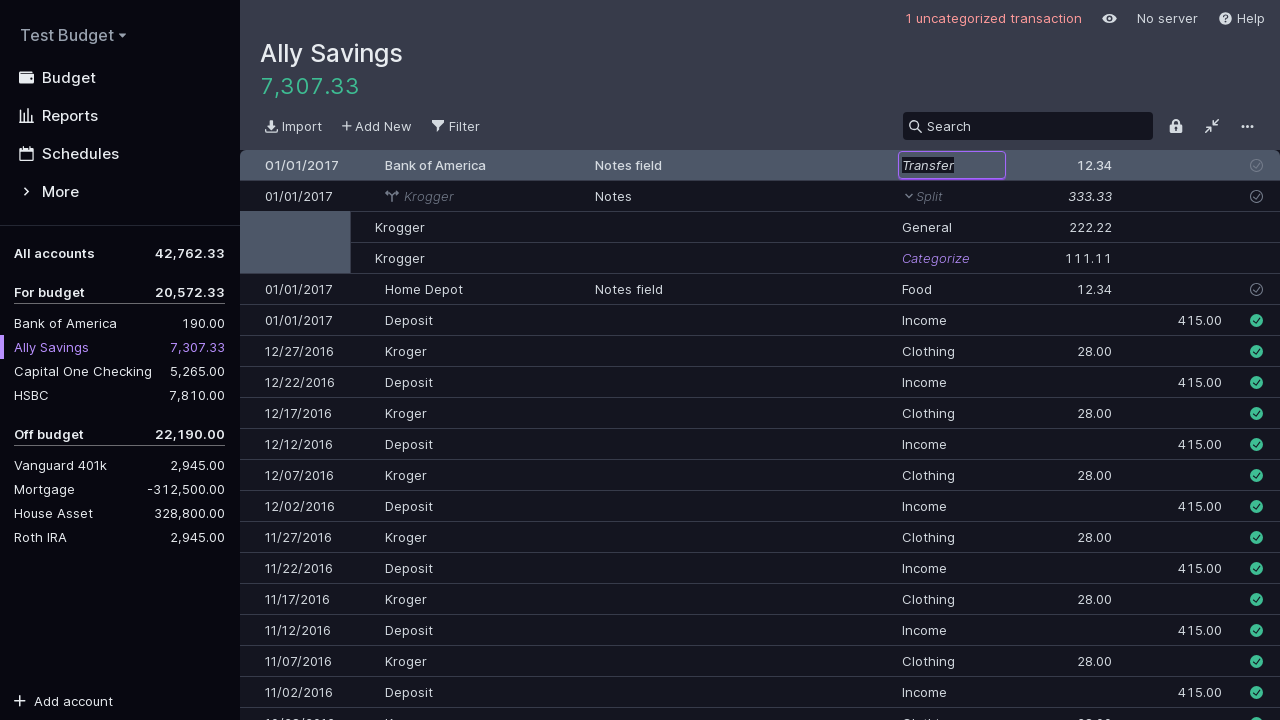 Test Budget
Budget
Reports
Schedules
More
All accounts 42,762.33
For budget 20,572.33
Bank of America 190.00
Ally Savings 7,307.33
Capital One Checking 5,265.00
HSBC 7,810.00
Off budget 22,190.00
Vanguard 401k 2,945.00
Mortgage -312,500.00
House Asset 328,800.00
Roth IRA 2,945.00
Add account
1 uncategorized transaction No server Help
Ally Savings
7,307.33
Import Add New Filter Search
01/01/2017 Bank of America Notes field Transfer 12.34
01/01/2017 Krogger Notes Split 333.33
Krogger General 222.22
Krogger Categorize 111.11
01/01/2017 Home Depot Notes field Food 12.34
01/01/2017 Deposit Income 415.00
12/27/2016 Kroger Clothing 28.00
12/22/2016 Deposit Income 415.00
12/17/2016 Kroger Clothing 28.00
12/12/2016 Deposit Income 415.00
12/07/2016 Kroger Clothing 28.00
12/02/2016 Deposit Income 415.00
11/27/2016 Kroger Clothing 28.00
11/22/2016 Deposit Income 415.00
11/17/2016 Kroger Clothing 28.00
11/12/2016 Deposit Income 415.00
11/07/2016 Kroger Clothing 28.00
11/02/2016 Deposit Income 415.00